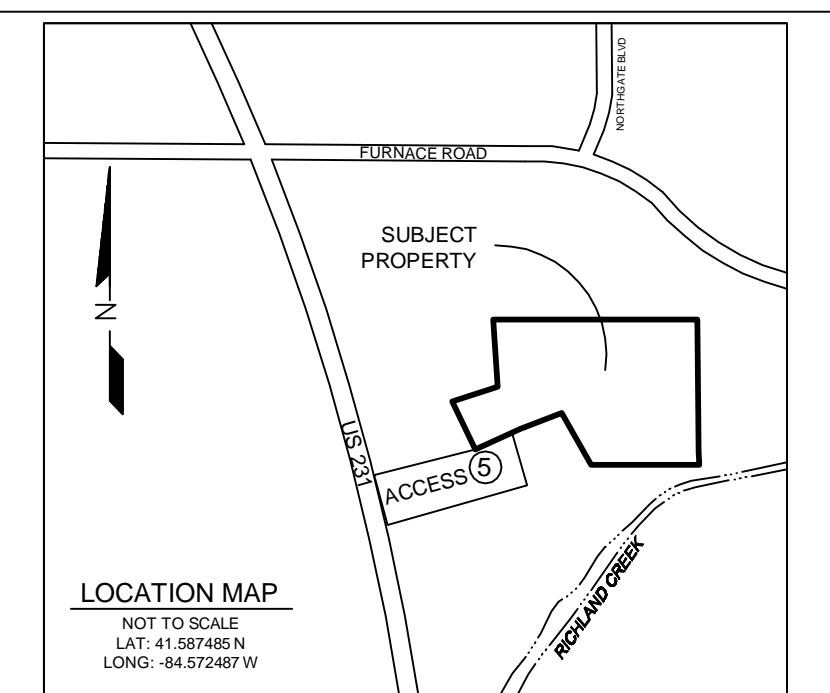 NORTHGATE BLVD
FURNACE ROAD
SUBJECT
PROPERTY
N
US 231
ACCESS 5
RICHLAND CREEK
LOCATION MAP
NOT TO SCALE
LAT: 41.587485 N
LONG: -84.572487 W